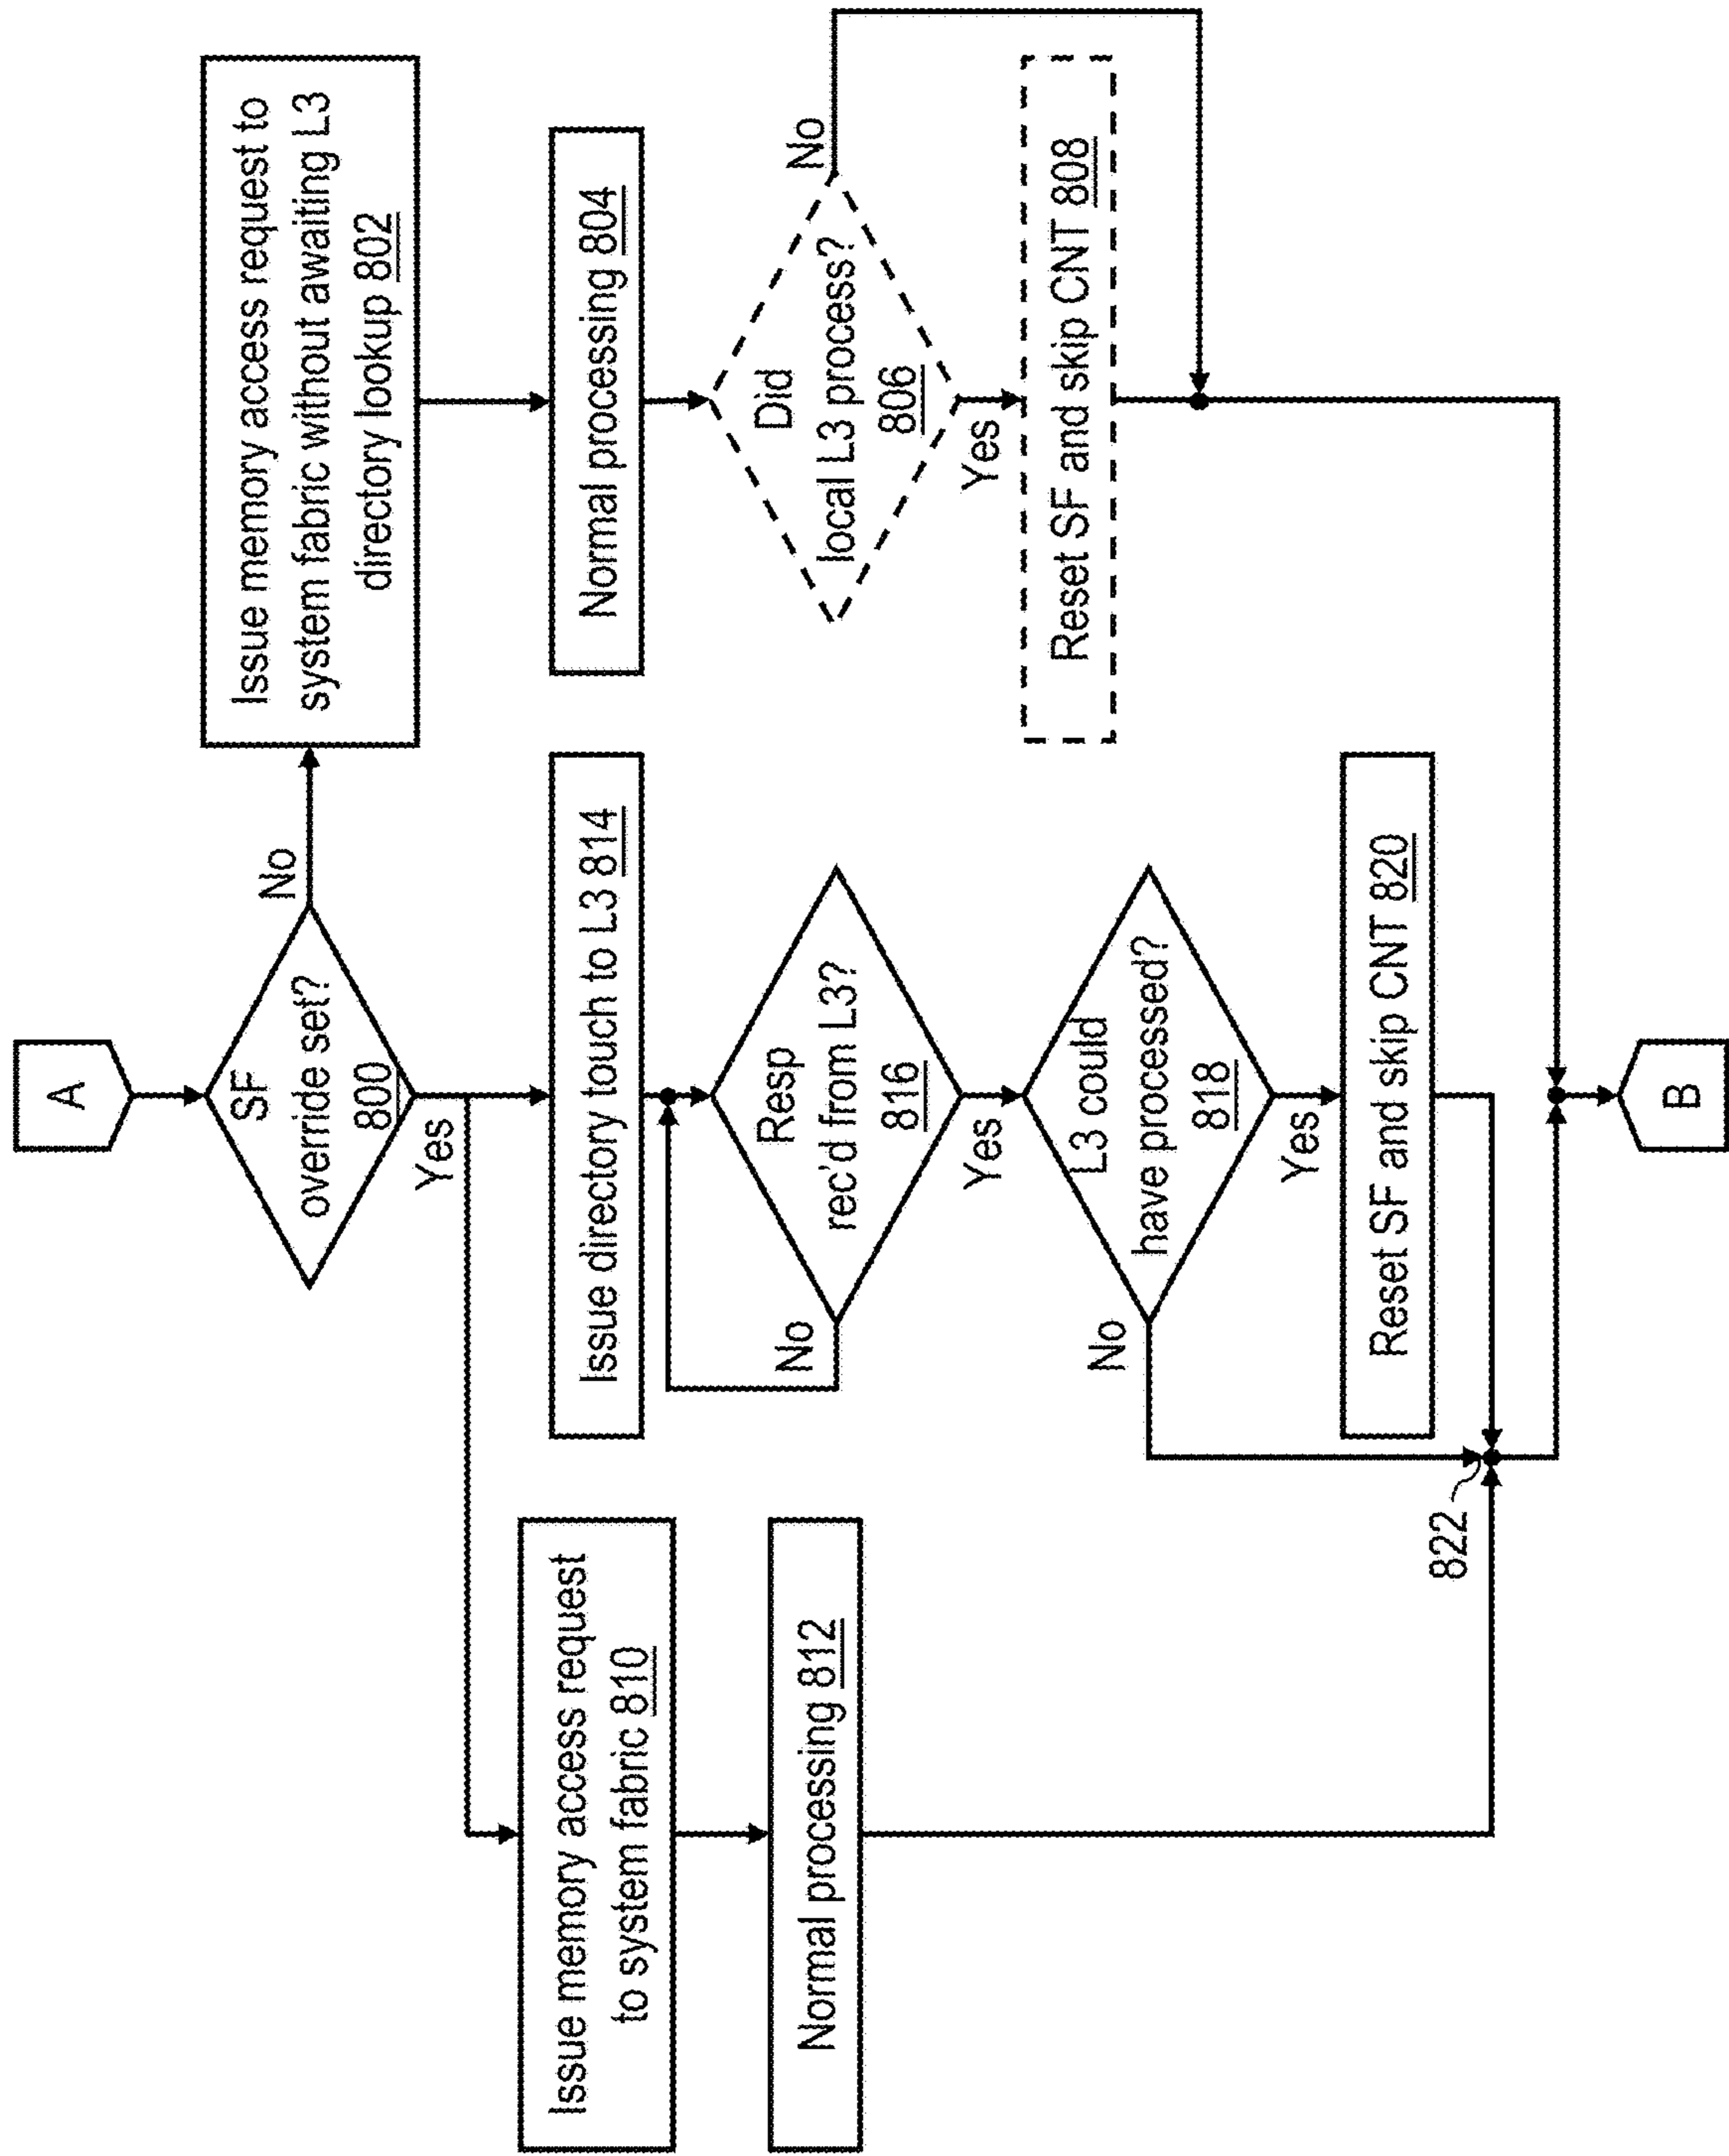 A
SF
override set?
800
No
Yes
Issue memory access request to
system fabric without awaiting L3
directory lookup 802
Normal processing 804
Did
local L3 process?
806
No
Yes
Reset SF and skip CNT 808
Issue memory access request
to system fabric 810
Normal processing 812
Issue directory touch to L3 814
Resp
rec'd from L3?
816
No
Yes
L3 could
have processed?
818
No
Yes
Reset SF and skip CNT 820
822
B